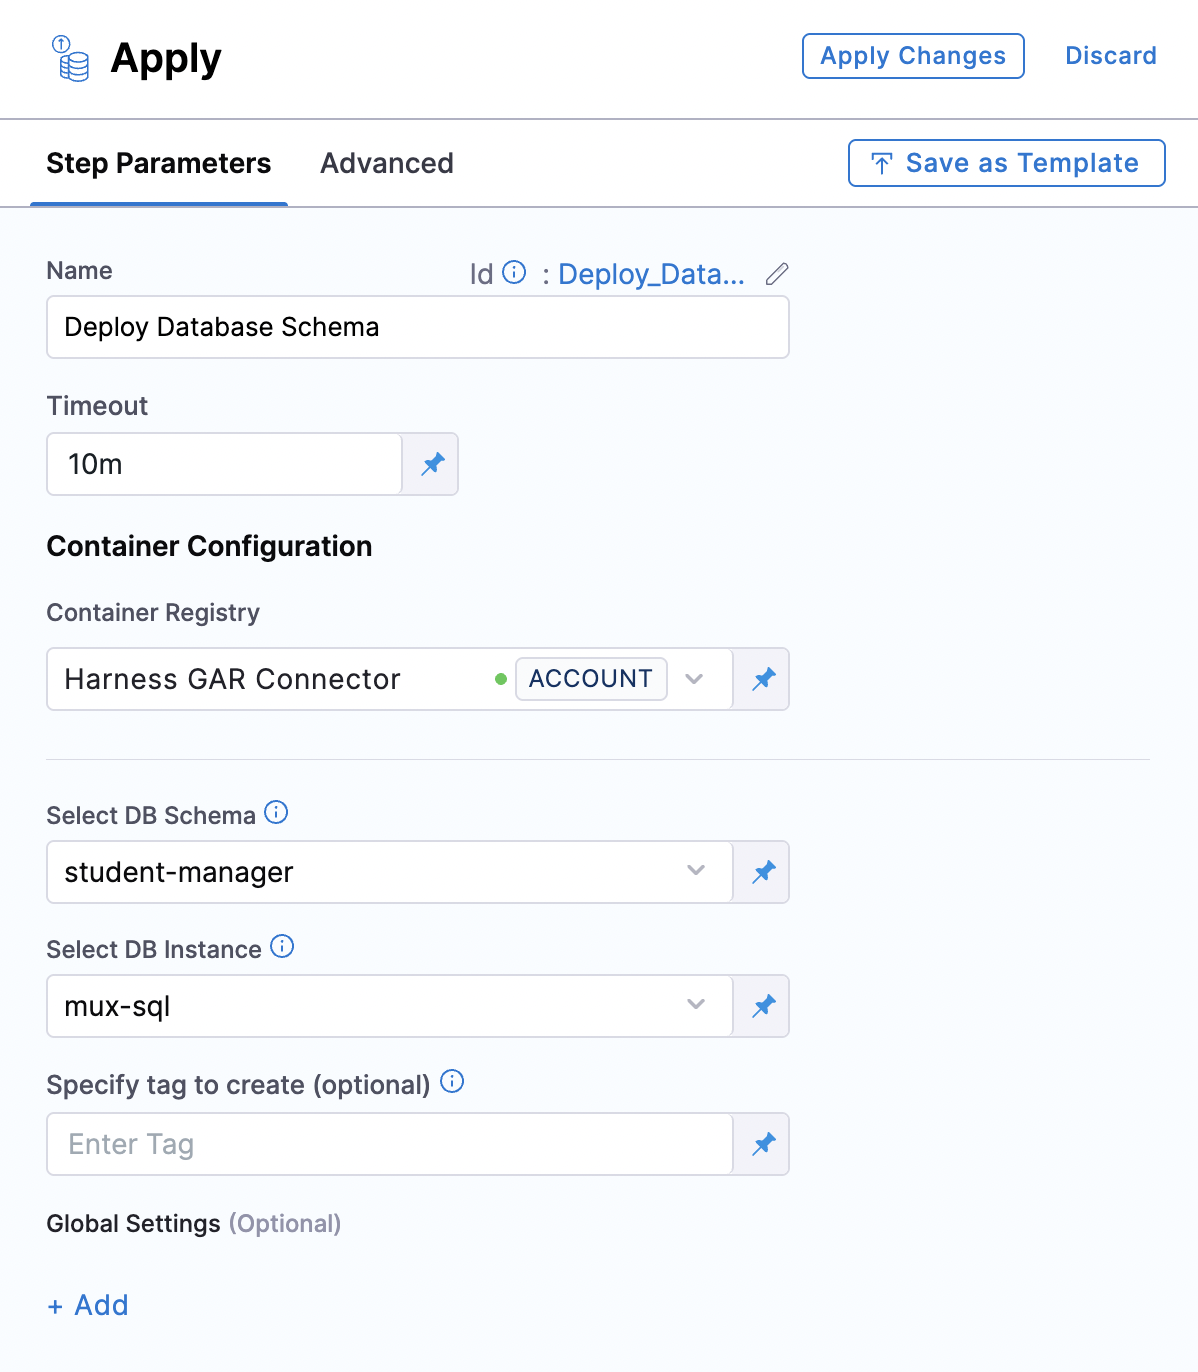 Apply
Apply Changes
Discard
Step Parameters
Advanced
Save as Template
Name
Id : Deploy_Data...
Deploy Database Schema
Timeout
10m
Container Configuration
Container Registry
Harness GAR Connector
ACCOUNT
Select DB Schema
student-manager
Select DB Instance
mux-sql
Specify tag to create (optional)
Enter Tag
Global Settings (Optional)
+ Add